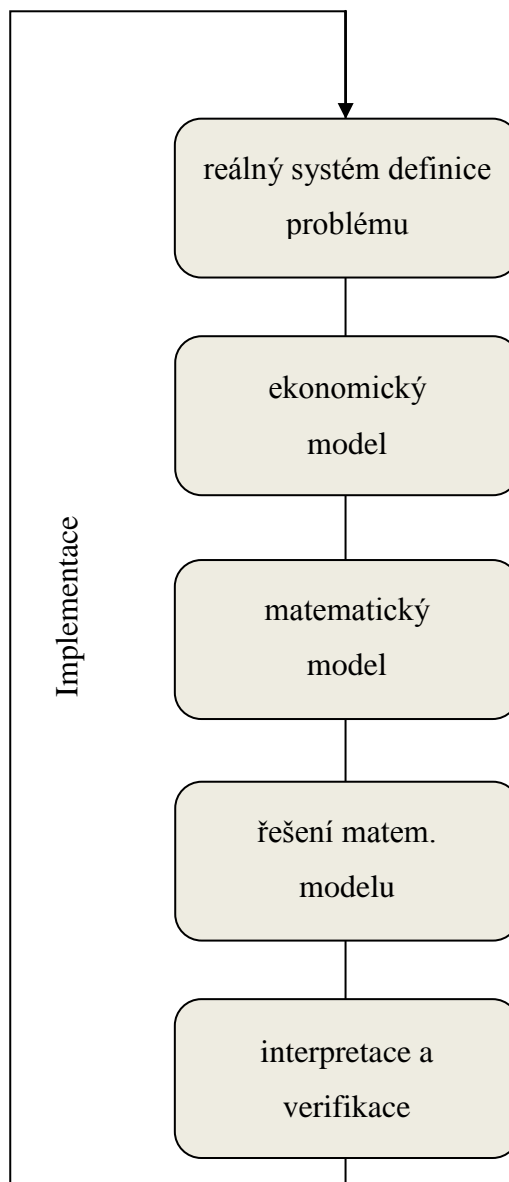 reálný systém definice
problému
ekonomický
model
Implementace
matematický
model
řešení matem.
modelu
interpretace a
verifikace